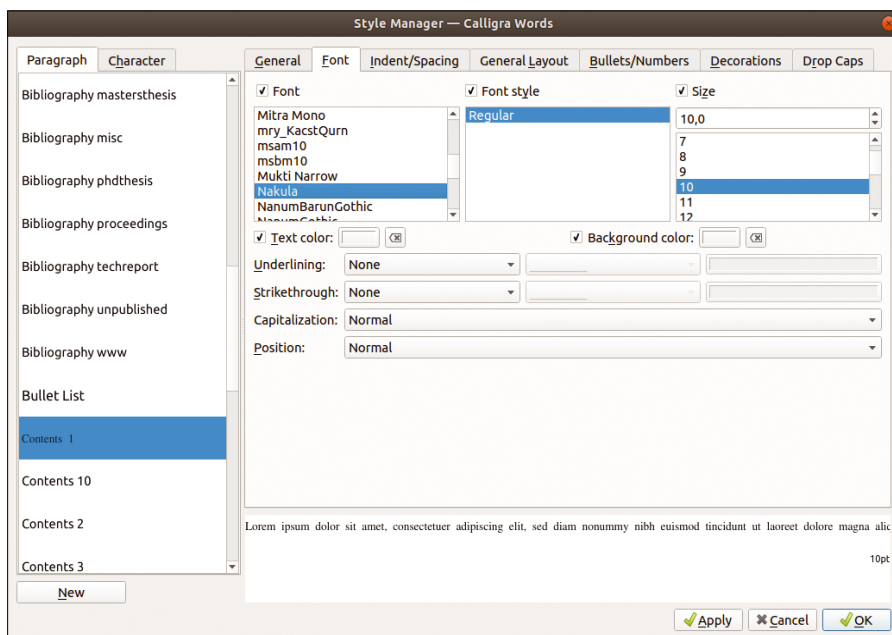 Style Manager — Calligra Words
Paragraph
Character
Bibliography mastersthesis
Bibliography misc
Bibliography phdthesis
Bibliography proceedings
Bibliography techreport
Bibliography unpublished
Bibliography www
Bullet List
Contents 1
Contents 10
Contents 2
Contents 3
New
General
Font
Indent/Spacing
General Layout
Bullets/Numbers
Decorations
Drop Caps
Font
Mitra Mono
mry_KacstQurn
msam10
msbm10
Mukti Narrow
Nakula
NanumBarunGothic
NanumGothic
Font style
Regular
Size
10,0
7
8
9
10
11
12
Text color:
Background color:
Underlining: None
Strikethrough: None
Capitalization: Normal
Position: Normal
Lorem ipsum dolor sit amet, consectetuer adipiscing elit, sed diam nonummy nibh euismod tincidunt ut laoreet dolore magna
10pt
Apply
Cancel
OK